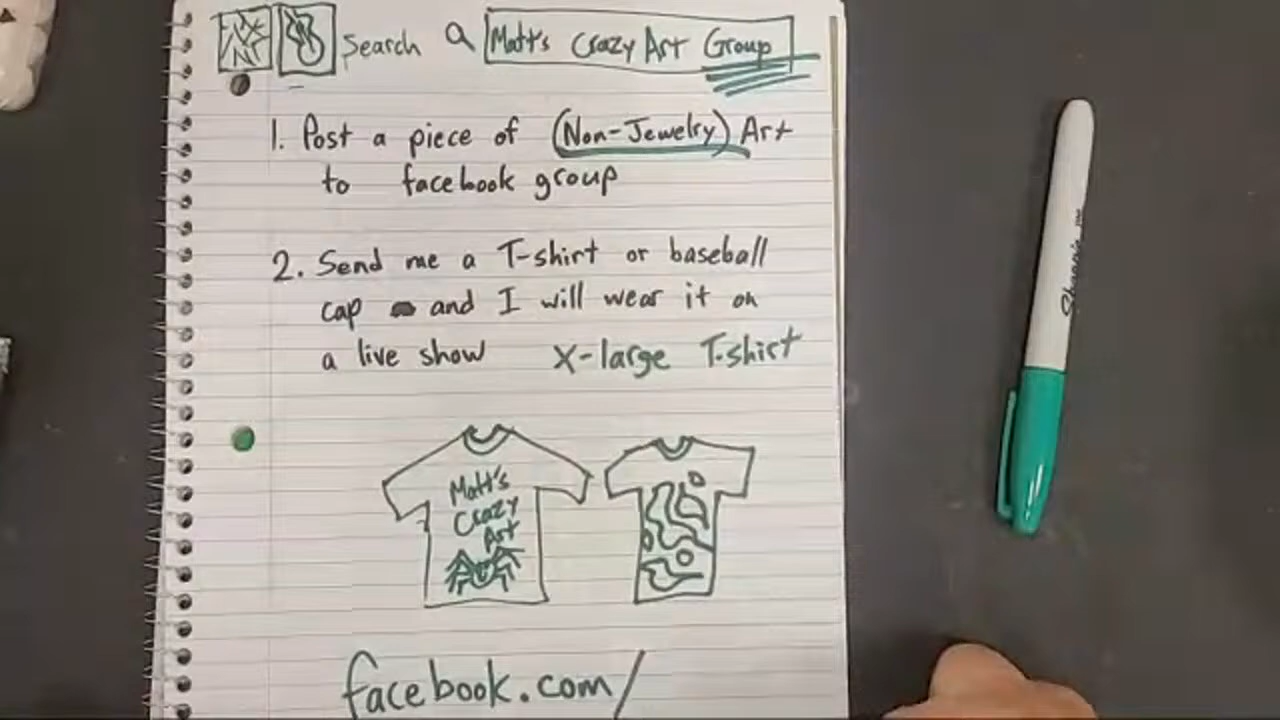 Search Matt's Crazy Art Group
1. Post a piece of (Non-Jewelry) Art
to facebook group
2. Send me a T-shirt or baseball
cap and I will wear it on
a live show X-large T-shirt
Matt's
Crazy
Art
facebook.com/
Sharpie